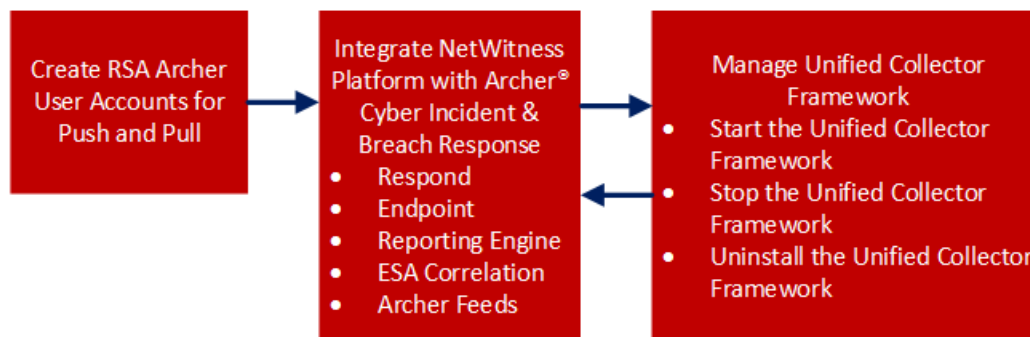 Create RSA Archer
User Accounts for
Push and Pull
Integrate NetWitness
Platform with Archer®
Cyber Incident &
Breach Response
• Respond
• Endpoint
• Reporting Engine
• ESA Correlation
• Archer Feeds
Manage Unified Collector
Framework
• Start the Unified Collector
Framework
• Stop the Unified Collector
Framework
• Uninstall the Unified Collector
Framework